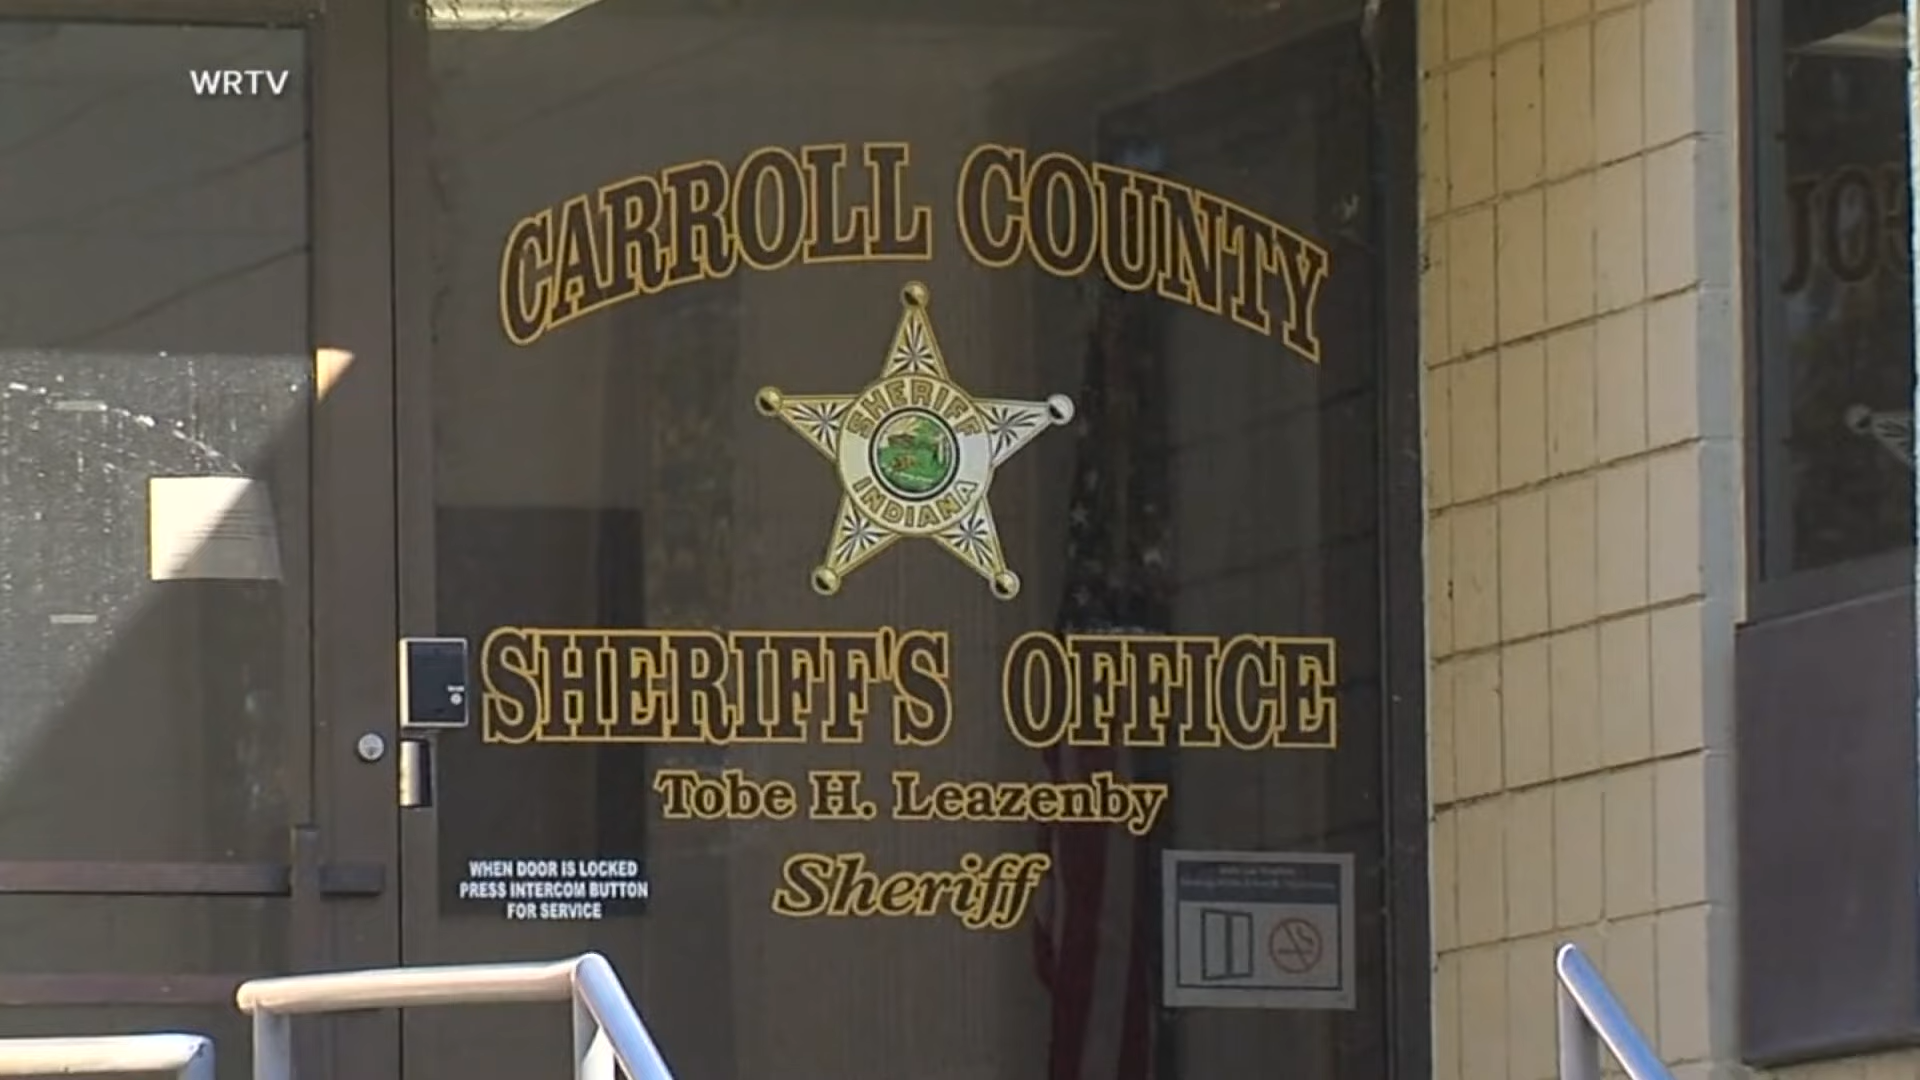 WRTV
CARROLL COUNTY
SHERIFF
INDIANA
SHERIFF'S OFFICE
Tobe H. Leazenby
Sheriff
WHEN DOOR IS LOCKED
PRESS INTERCOM BUTTON
FOR SERVICE